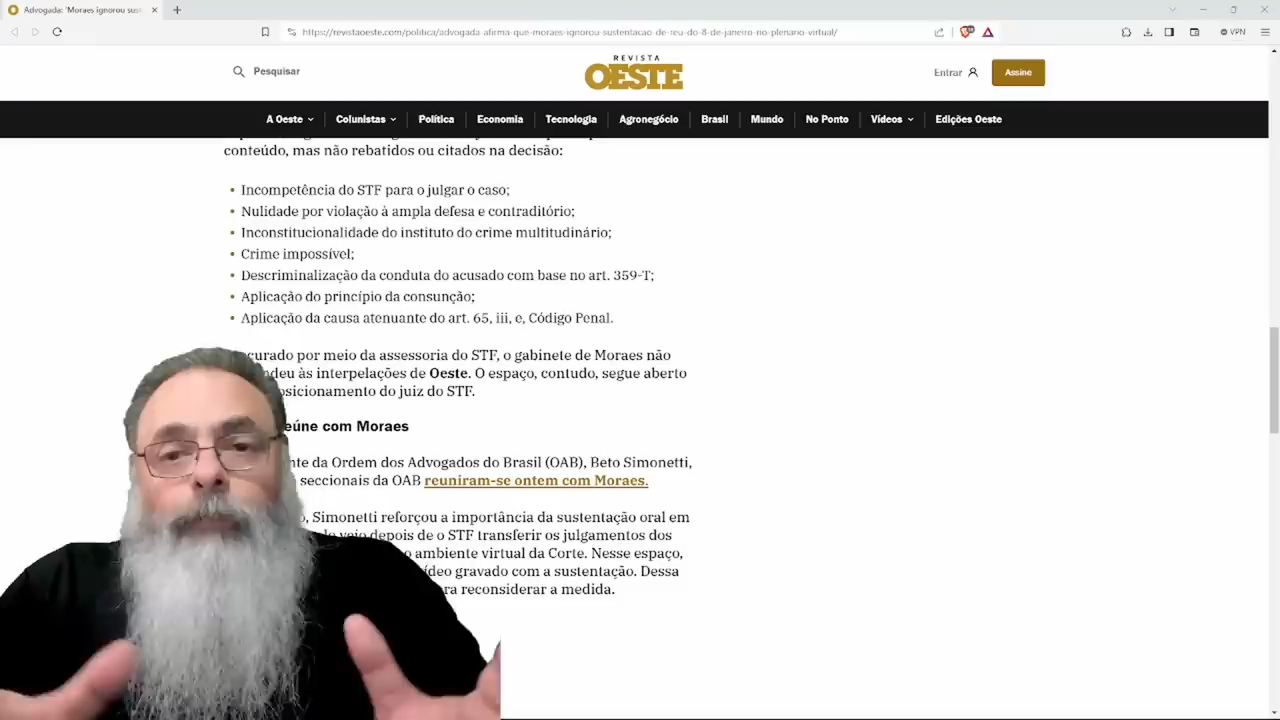 Advogada: 'Moraes ignorou sust
https://revistaoeste.com/politica/advogada-afirma-que-moraes-ignorou-sustentacao-de-reu-do-8-de-janeiro-no-plenario-virtual/
VPN
Pesquisar
REVISTA
OESTE
Entrar
Assine
A Oeste
Colunistas
Política
Economia
Tecnologia
Agronegócio
Brasil
Mundo
No Ponto
Vídeos
Edições Oeste
conteúdo, mas não rebatidos ou citados na decisão:
• Incompetência do STF para o julgar o caso;
• Nulidade por violação à ampla defesa e contraditório;
• Inconstitucionalidade do instituto do crime multitudinário;
• Crime impossível;
• Descriminalização da conduta do acusado com base no art. 359-T;
• Aplicação do princípio da consunção;
• Aplicação da causa atenuante do art. 65, iii, e, Código Penal.
curado por meio da assessoria do STF, o gabinete de Moraes não
ndeu às interpelações de Oeste. O espaço, contudo, segue aberto
osicionamento do juiz do STF.
eúne com Moraes
nte da Ordem dos Advogados do Brasil (OAB), Beto Simonetti,
seccionais da OAB reuniram-se ontem com Moraes.
, Simonetti reforçou a importância da sustentação oral em
veio depois de o STF transferir os julgamentos dos
o ambiente virtual da Corte. Nesse espaço,
ídeo gravado com a sustentação. Dessa
ra reconsiderar a medida.